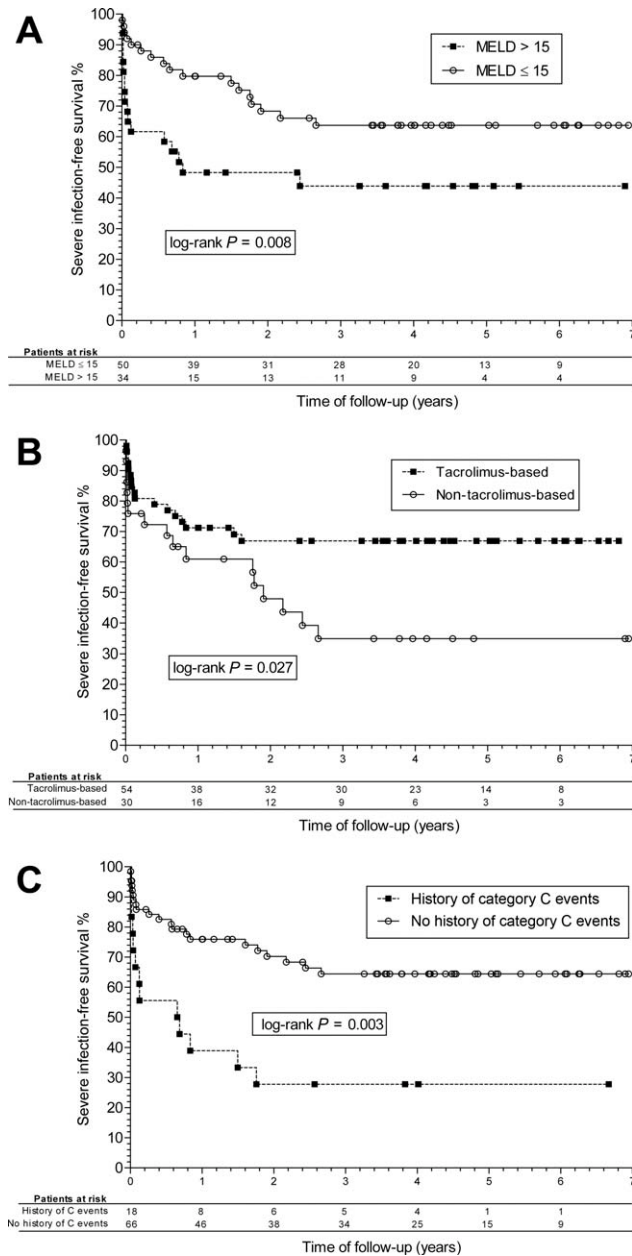 A
100
90
80
70
60
50
40
30
20
10
0
Severe infection-free survival %
MELD > 15
MELD ≤ 15
log-rank P = 0.008
0 1 2 3 4 5 6 7
Patients at risk
MELD ≤ 15 50 39 31 28 20 13 9
MELD > 15 34 15 13 11 9 4 4
Time of follow-up (years)
B
100
90
80
70
60
50
40
30
20
10
0
Severe infection-free survival %
Tacrolimus-based
Non-tacrolimus-based
log-rank P = 0.027
0 1 2 3 4 5 6 7
Patients at risk
Tacrolimus-based 54 38 32 30 23 14 8
Non-tacrolimus-based 30 16 12 9 6 3 3
Time of follow-up (years)
C
100
90
80
70
60
50
40
30
20
10
0
Severe infection-free survival %
History of category C events
No history of category C events
log-rank P = 0.003
0 1 2 3 4 5 6 7
Patients at risk
History of C events 18 8 6 5 4 1 1
No history of C events 66 46 38 34 25 15 9
Time of follow-up (years)